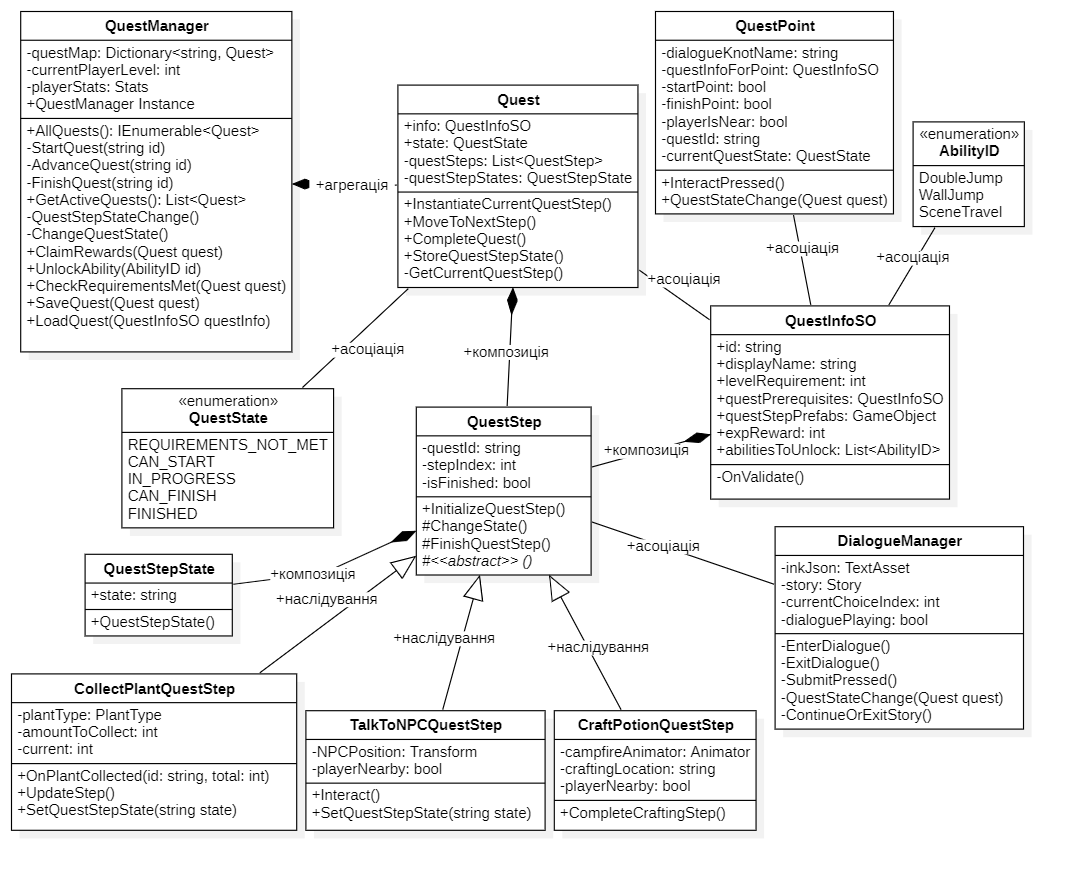 QuestManager
-questMap: Dictionary<string, Quest>
-currentPlayerLevel: int
-playerStats: Stats
+QuestManager Instance
+AllQuests(): IEnumerable<Quest>
-StartQuest(string id)
-AdvanceQuest(string id)
-FinishQuest(string id)
+GetActiveQuests(): List<Quest>
-QuestStepStateChange()
-ChangeQuestState()
+ClaimRewards(Quest quest)
+UnlockAbility(AbilityID id)
+CheckRequirementsMet(Quest quest)
+SaveQuest(Quest quest)
+LoadQuest(QuestInfoSO questInfo)
+агрегація
Quest
+info: QuestInfoSO
+state: QuestState
-questSteps: List<QuestStep>
-questStepStates: QuestStepState
+InstantiateCurrentQuestStep()
+MoveToNextStep()
+CompleteQuest()
+StoreQuestStepState()
-GetCurrentQuestStep()
QuestPoint
-dialogueKnotName: string
-questInfoForPoint: QuestInfoSO
-startPoint: bool
-finishPoint: bool
-playerIsNear: bool
-questId: string
-currentQuestState: QuestState
+InteractPressed()
+QuestStateChange(Quest quest)
«enumeration»
AbilityID
DoubleJump
WallJump
SceneTravel
+асоціація
+асоціація
+асоціація
QuestInfoSO
+id: string
+displayName: string
+levelRequirement: int
+questPrerequisites: QuestInfoSO
+questStepPrefabs: GameObject
+expReward: int
+abilitiesToUnlock: List<AbilityID>
-OnValidate()
+асоціація
+композиція
«enumeration»
QuestState
REQUIREMENTS_NOT_MET
CAN_START
IN_PROGRESS
CAN_FINISH
FINISHED
QuestStep
-questId: string
-stepIndex: int
-isFinished: bool
+InitializeQuestStep()
#ChangeState()
#FinishQuestStep()
#<<abstract>> ()
+композиція
+асоціація
DialogueManager
-inkJson: TextAsset
-story: Story
-currentChoiceIndex: int
-dialoguePlaying: bool
-EnterDialogue()
-ExitDialogue()
-SubmitPressed()
-QuestStateChange(Quest quest)
-ContinueOrExitStory()
QuestStepState
+state: string
+QuestStepState()
+композиція
+наслідування
+наслідування
+наслідування
CollectPlantQuestStep
-plantType: PlantType
-amountToCollect: int
-current: int
+OnPlantCollected(id: string, total: int)
+UpdateStep()
+SetQuestStepState(string state)
TalkToNPCQuestStep
-NPCPosition: Transform
-playerNearby: bool
+Interact()
+SetQuestStepState(string state)
CraftPotionQuestStep
-campfireAnimator: Animator
-craftingLocation: string
-playerNearby: bool
+CompleteCraftingStep()